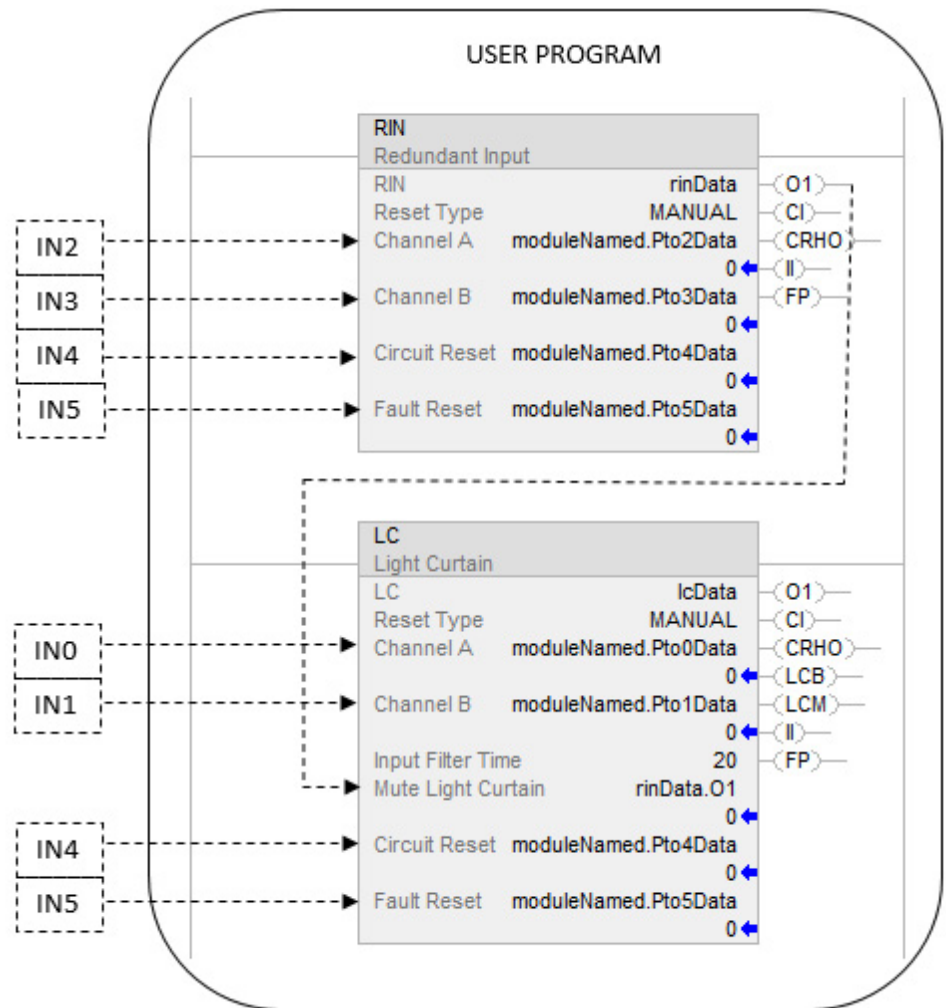 USER PROGRAM
RIN
Redundant Input
RIN rinData (O1)
Reset Type MANUAL (CI)
IN2 Channel A moduleNamed.Pto2Data (CRHO)
0 (II)
IN3 Channel B moduleNamed.Pto3Data (FP)
0
IN4 Circuit Reset moduleNamed.Pto4Data
0
IN5 Fault Reset moduleNamed.Pto5Data
0
LC
Light Curtain
LC lcData (O1)
Reset Type MANUAL (CI)
IN0 Channel A moduleNamed.Pto0Data (CRHO)
0 (LCB)
IN1 Channel B moduleNamed.Pto1Data (LCM)
0 (II)
Input Filter Time 20 (FP)
Mute Light Curtain rinData.O1
0
IN4 Circuit Reset moduleNamed.Pto4Data
0
IN5 Fault Reset moduleNamed.Pto5Data
0